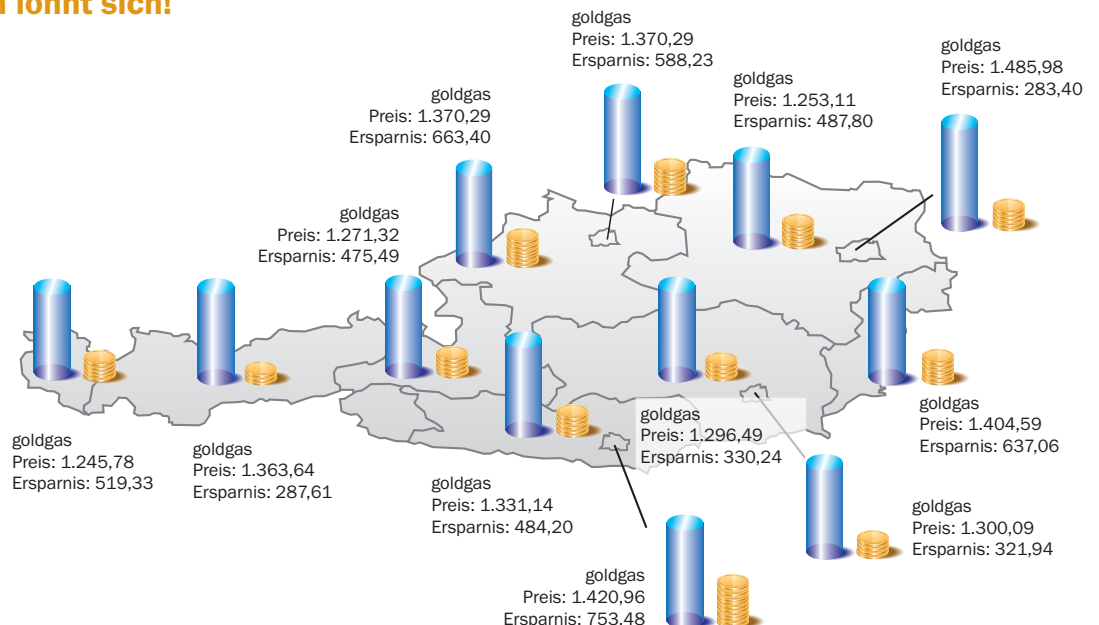 lohnt sich!
goldgas
Preis: 1.370,29
Ersparnis: 588,23
goldgas
Preis: 1.485,98
Ersparnis: 283,40
goldgas
Preis: 1.253,11
Ersparnis: 487,80
goldgas
Preis: 1.370,29
Ersparnis: 663,40
goldgas
Preis: 1.271,32
Ersparnis: 475,49
goldgas
Preis: 1.245,78
Ersparnis: 519,33
goldgas
Preis: 1.363,64
Ersparnis: 287,61
goldgas
Preis: 1.331,14
Ersparnis: 484,20
goldgas
Preis: 1.296,49
Ersparnis: 330,24
goldgas
Preis: 1.404,59
Ersparnis: 637,06
goldgas
Preis: 1.300,09
Ersparnis: 321,94
goldgas
Preis: 1.420,96
Ersparnis: 753,48